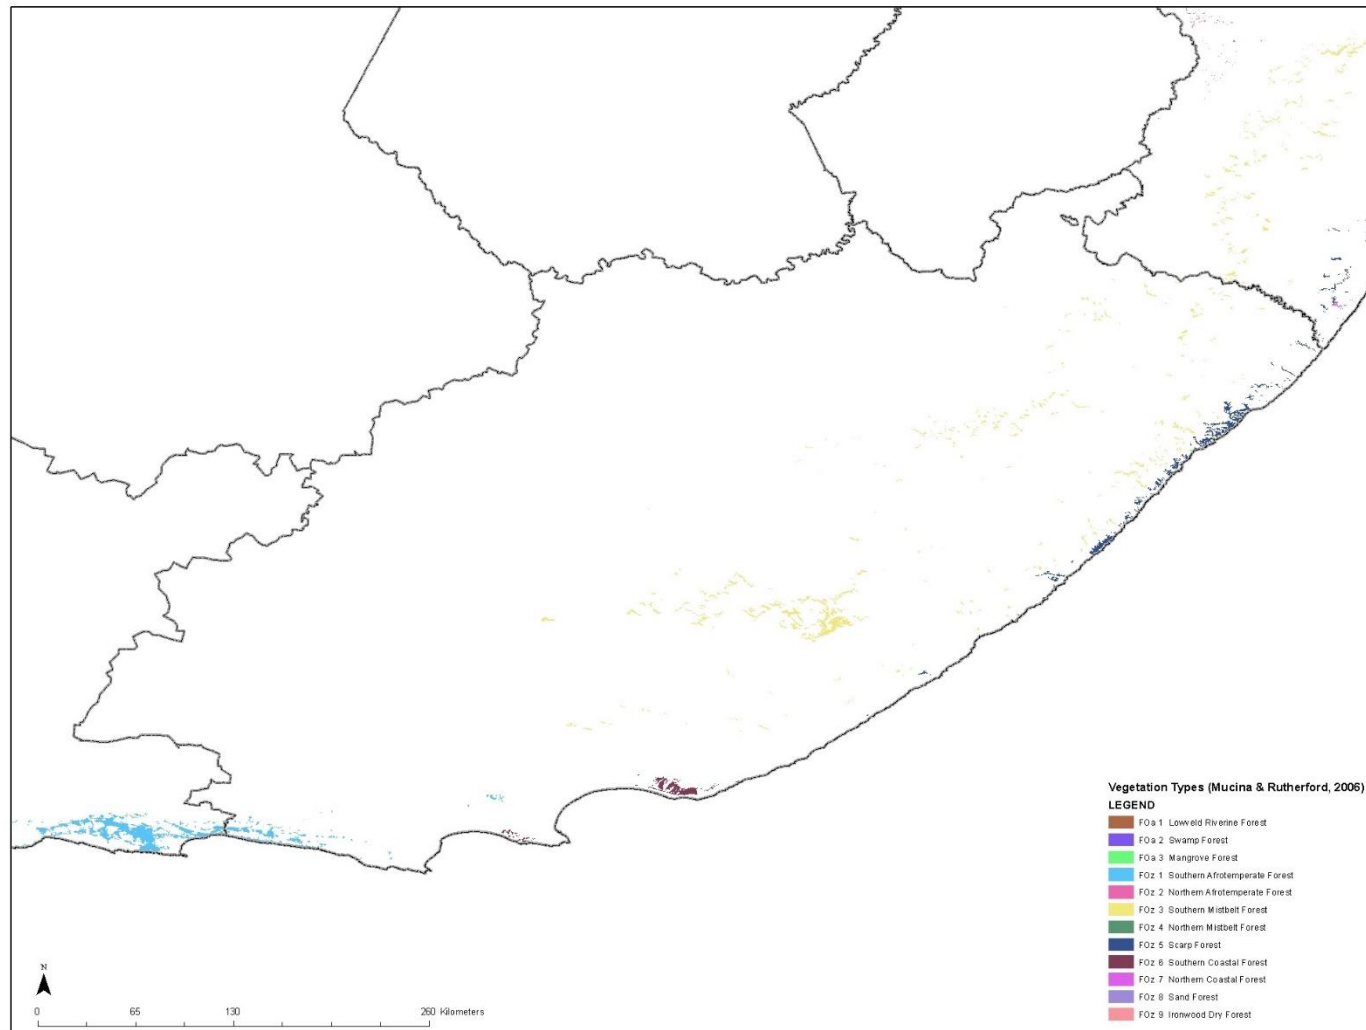 Vegetation Types (Mucina & Rutherford, 2006)
LEGEND
FOa 1 Lowveld Riverine Forest
FOa 2 Swamp Forest
FOa 3 Mangrove Forest
FOz 1 Southern Afrotemperate Forest
FOz 2 Northern Afrotemperate Forest
FOz 3 Southern Mistbelt Forest
FOz 4 Northern Mistbelt Forest
FOz 5 Scarp Forest
FOz 6 Southern Coastal Forest
FOz 7 Northern Coastal Forest
FOz 8 Sand Forest
FOz 9 Ironwood Dry Forest
N
0 65 130 260 Kilometers